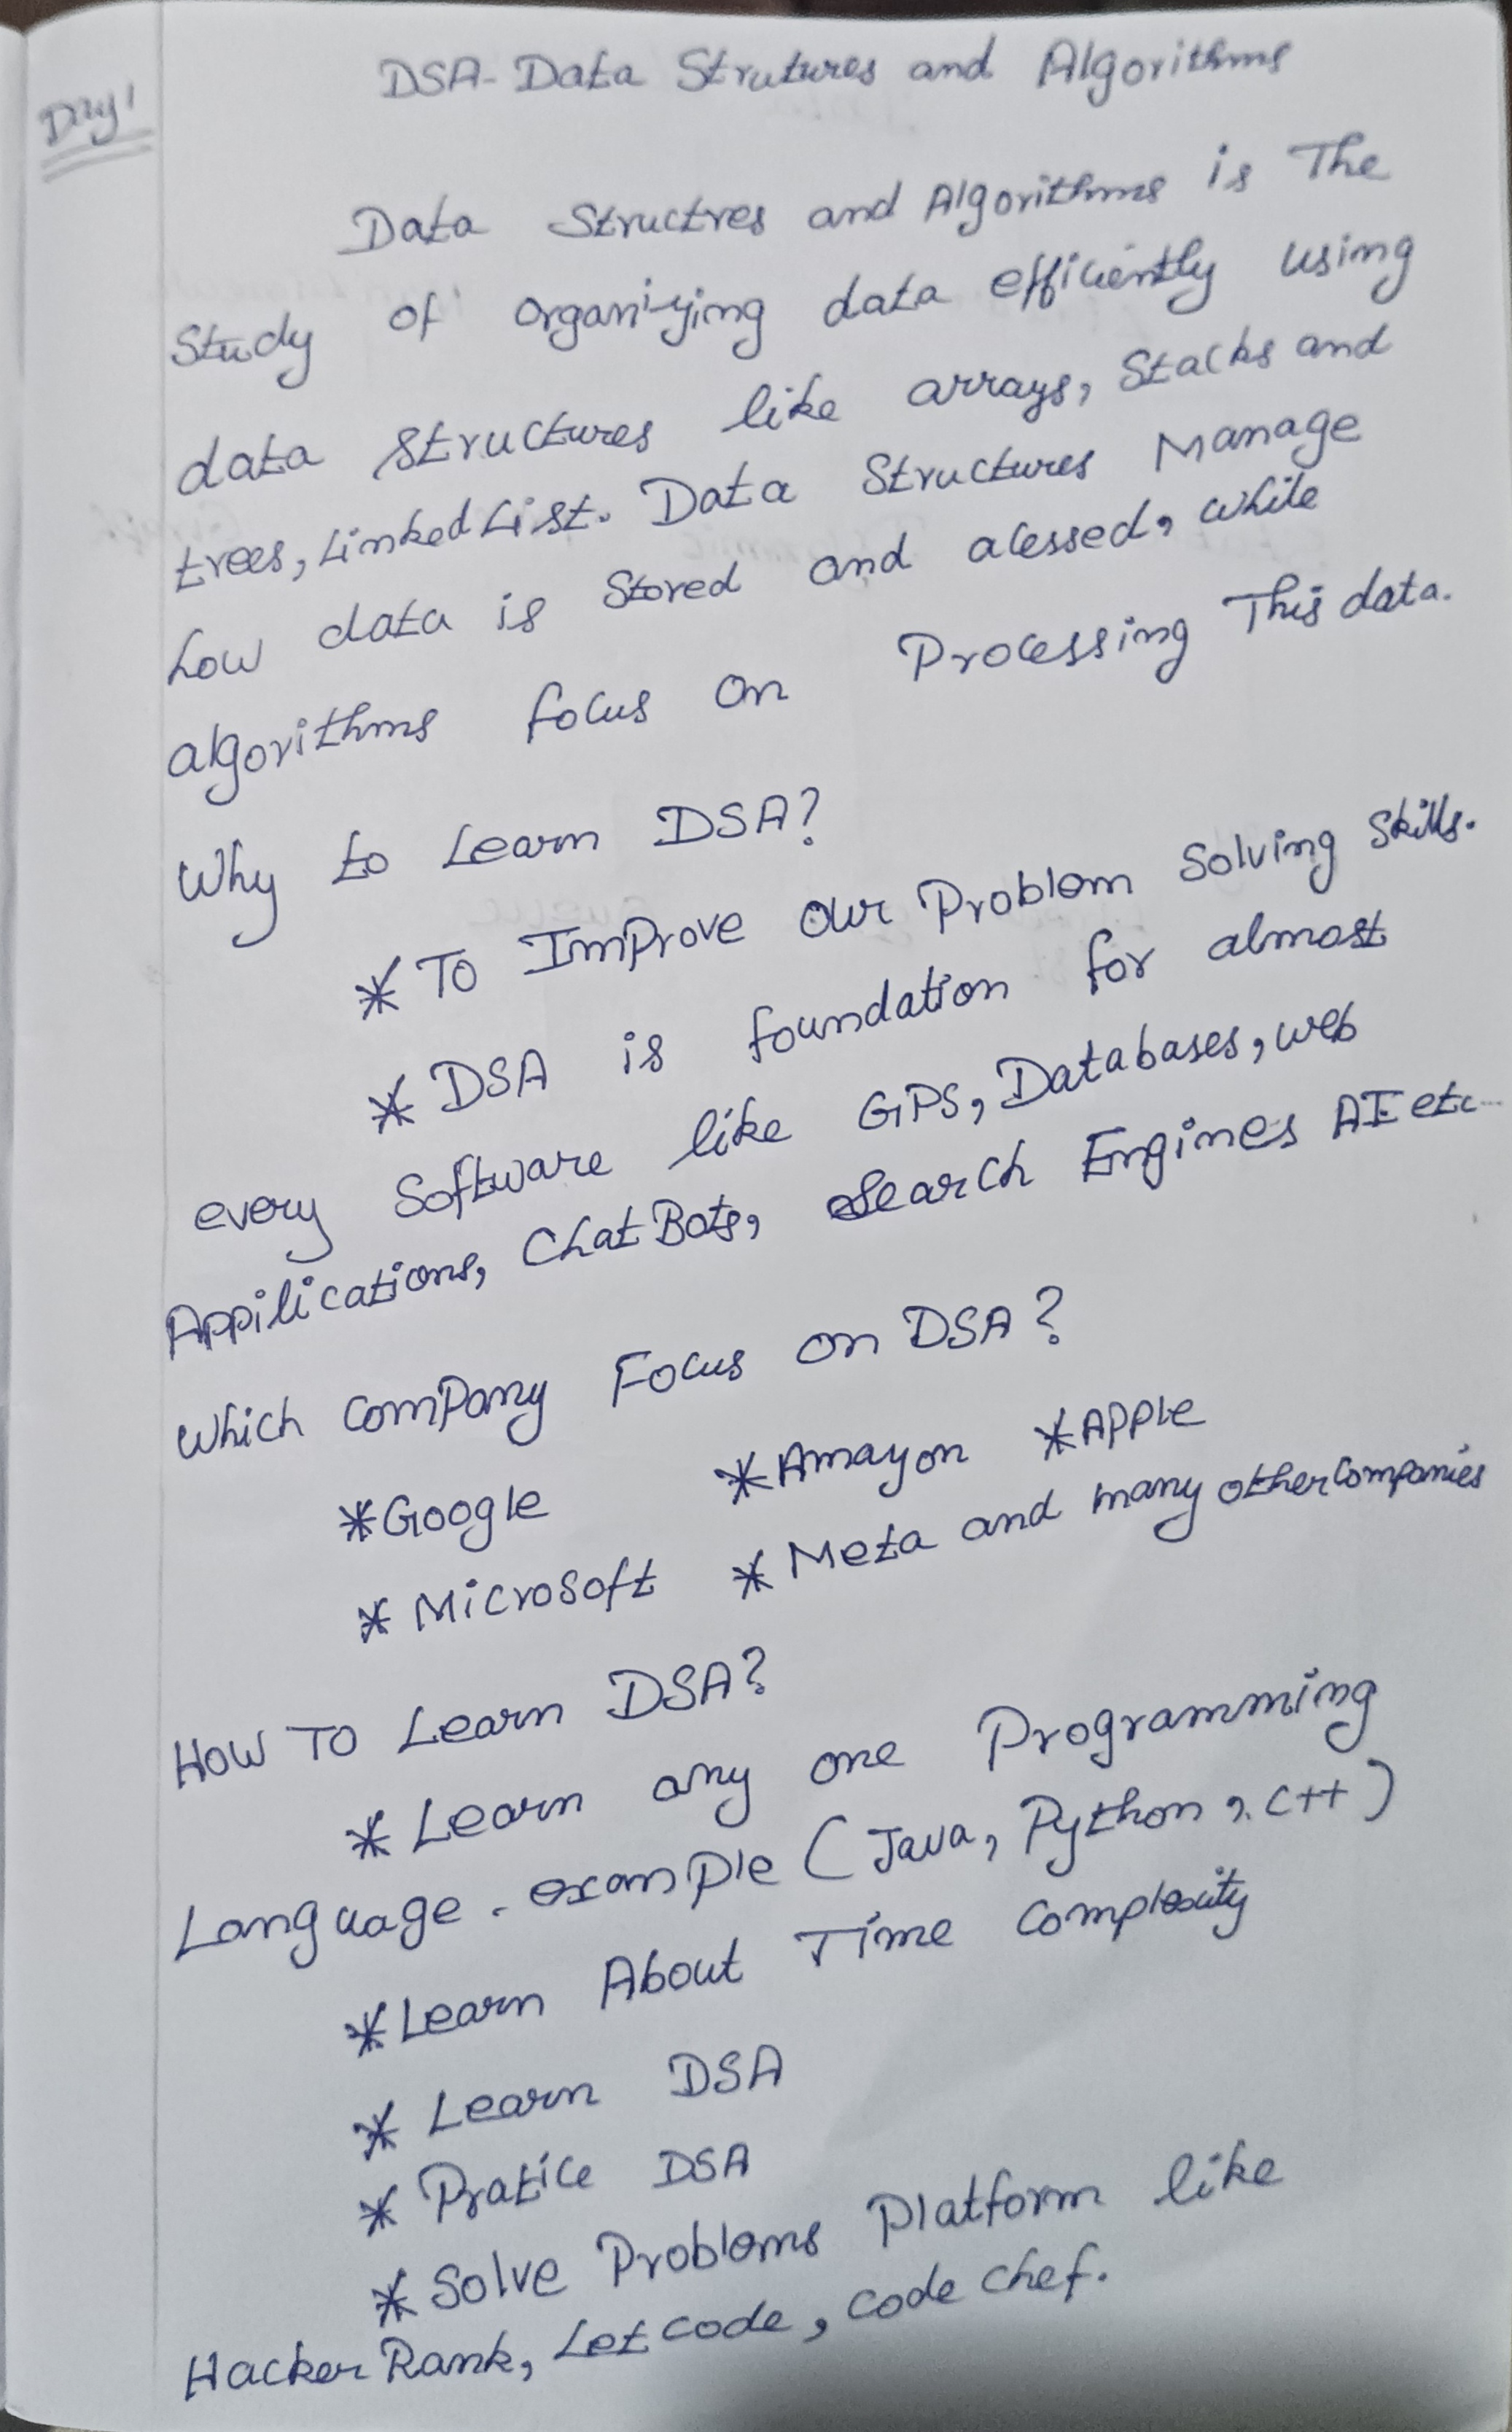 DSA-Data Strutures and Algorithms
Day 1
Data Structres and Algorithms is The
Study of organizing data efficiently using
data structures like arrays, Stacks and
trees, Linked List. Data Structures Manage
how data is stored and acessed, while
algorithms focus on Processing This data.
Why to Learn DSA?
* To Improve our Problem Solving Skills.
* DSA is foundation for almost
every Software like GPS, Databases, web
Appilications, Chat Bots, Search Engines AI etc...
Which company Focus on DSA?
*Google *Amazon *Apple
* Microsoft * Meta and many other companies
How To Learn DSA?
* Learn any one Programming
Language. example (Java, Python, C++)
*Learn About Time Complexity
* Learn DSA
* Pratice DSA
* Solve Problems Platform like
Hacker Rank, Let code, code chef.